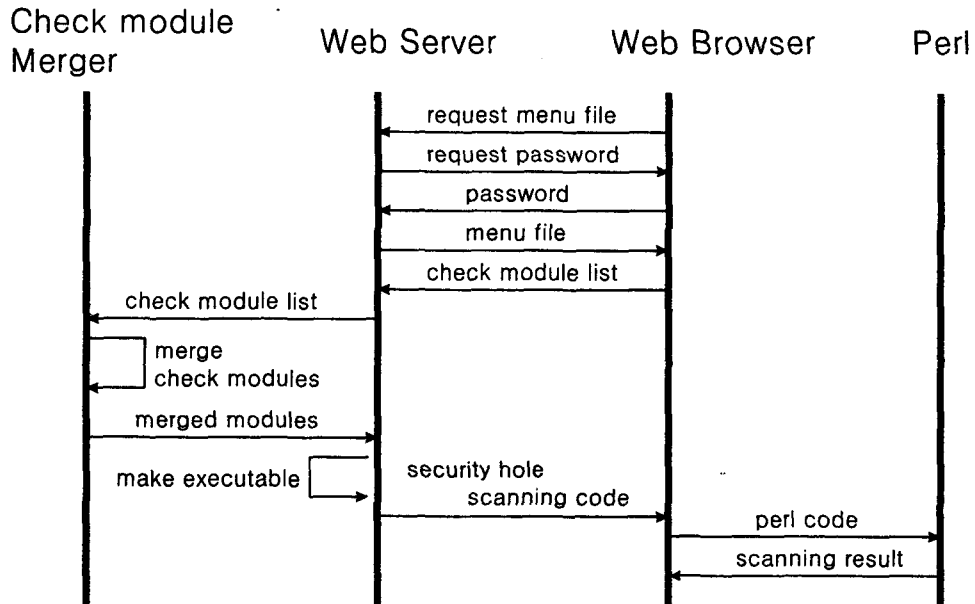 Check module
Merger
Web Server
Web Browser
Perl
request menu file
request password
password
menu file
check module list
check module list
merge
check modules
merged modules
make executable
security hole
scanning code
perl code
scanning result